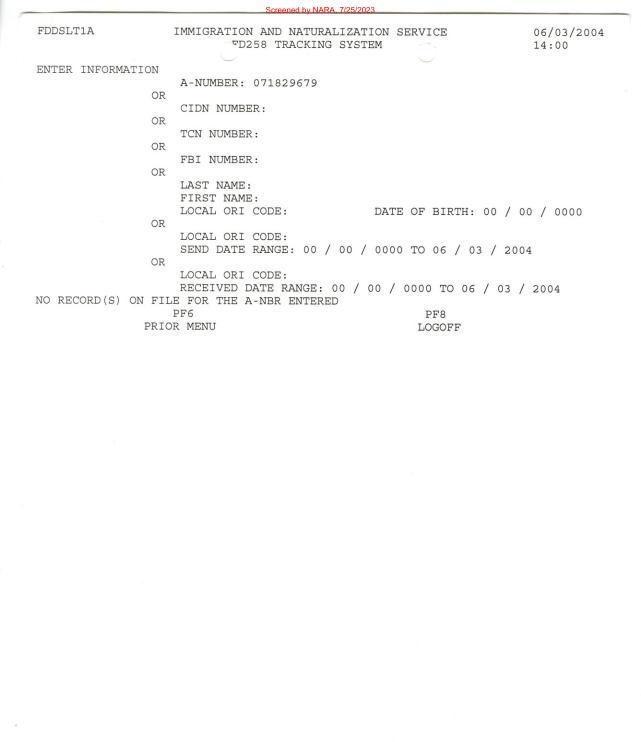 Screened by NARA, 7/25/2023
FDDSLT1A IMMIGRATION AND NATURALIZATION SERVICE 06/03/2004
FD258 TRACKING SYSTEM 14:00
ENTER INFORMATION
A-NUMBER: 071829679
OR
CIDN NUMBER:
OR
TCN NUMBER:
OR
FBI NUMBER:
OR
LAST NAME:
FIRST NAME:
LOCAL ORI CODE: DATE OF BIRTH: 00 / 00 / 0000
OR
LOCAL ORI CODE:
SEND DATE RANGE: 00 / 00 / 0000 TO 06 / 03 / 2004
OR
LOCAL ORI CODE:
RECEIVED DATE RANGE: 00 / 00 / 0000 TO 06 / 03 / 2004
NO RECORD(S) ON FILE FOR THE A-NBR ENTERED
PF6 PF8
PRIOR MENU LOGOFF